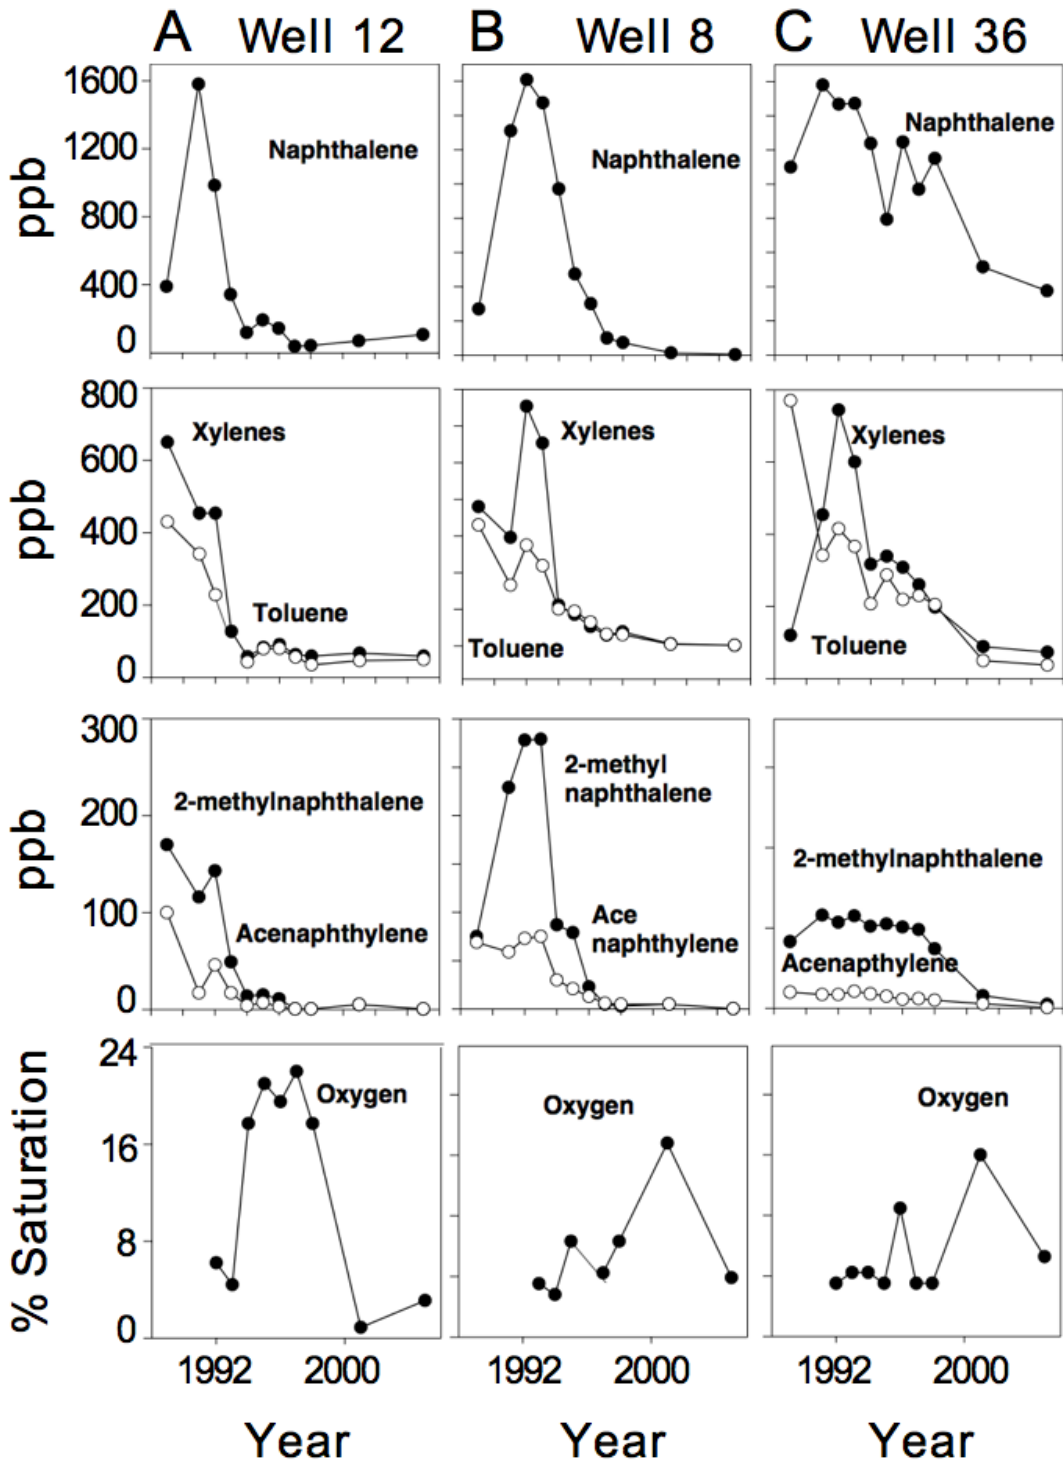 A Well 12 B Well 8 C Well 36
1600
1200
800
400
0
ppb
Naphthalene
Naphthalene
Naphthalene
800
600
400
200
0
ppb
Xylenes
Toluene
Xylenes
Toluene
Xylenes
Toluene
300
200
100
0
ppb
2-methylnaphthalene
Acenaphthylene
2-methyl
naphthalene
Ace
naphthylene
2-methylnaphthalene
Acenapthylene
24
16
8
0
% Saturation
Oxygen
Oxygen
Oxygen
1992 2000 1992 2000 1992 2000
Year Year Year